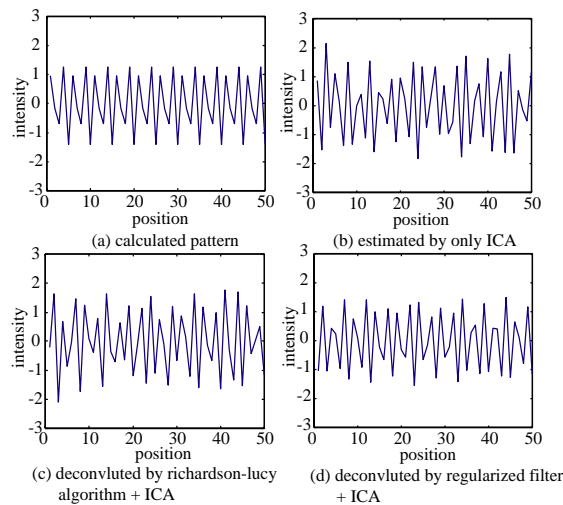 3
2
1
0
-1
-2
-3
intensity
0 10 20 30 40 50
position
(a) calculated pattern
3
2
1
0
-1
-2
-3
intensity
0 10 20 30 40 50
position
(b) estimated by only ICA
3
2
1
0
-1
-2
-3
intensity
0 10 20 30 40 50
position
(c) deconvluted by richardson-lucy
algorithm + ICA
3
2
1
0
-1
-2
-3
intensity
0 10 20 30 40 50
position
(d) deconvluted by regularized filter
+ ICA